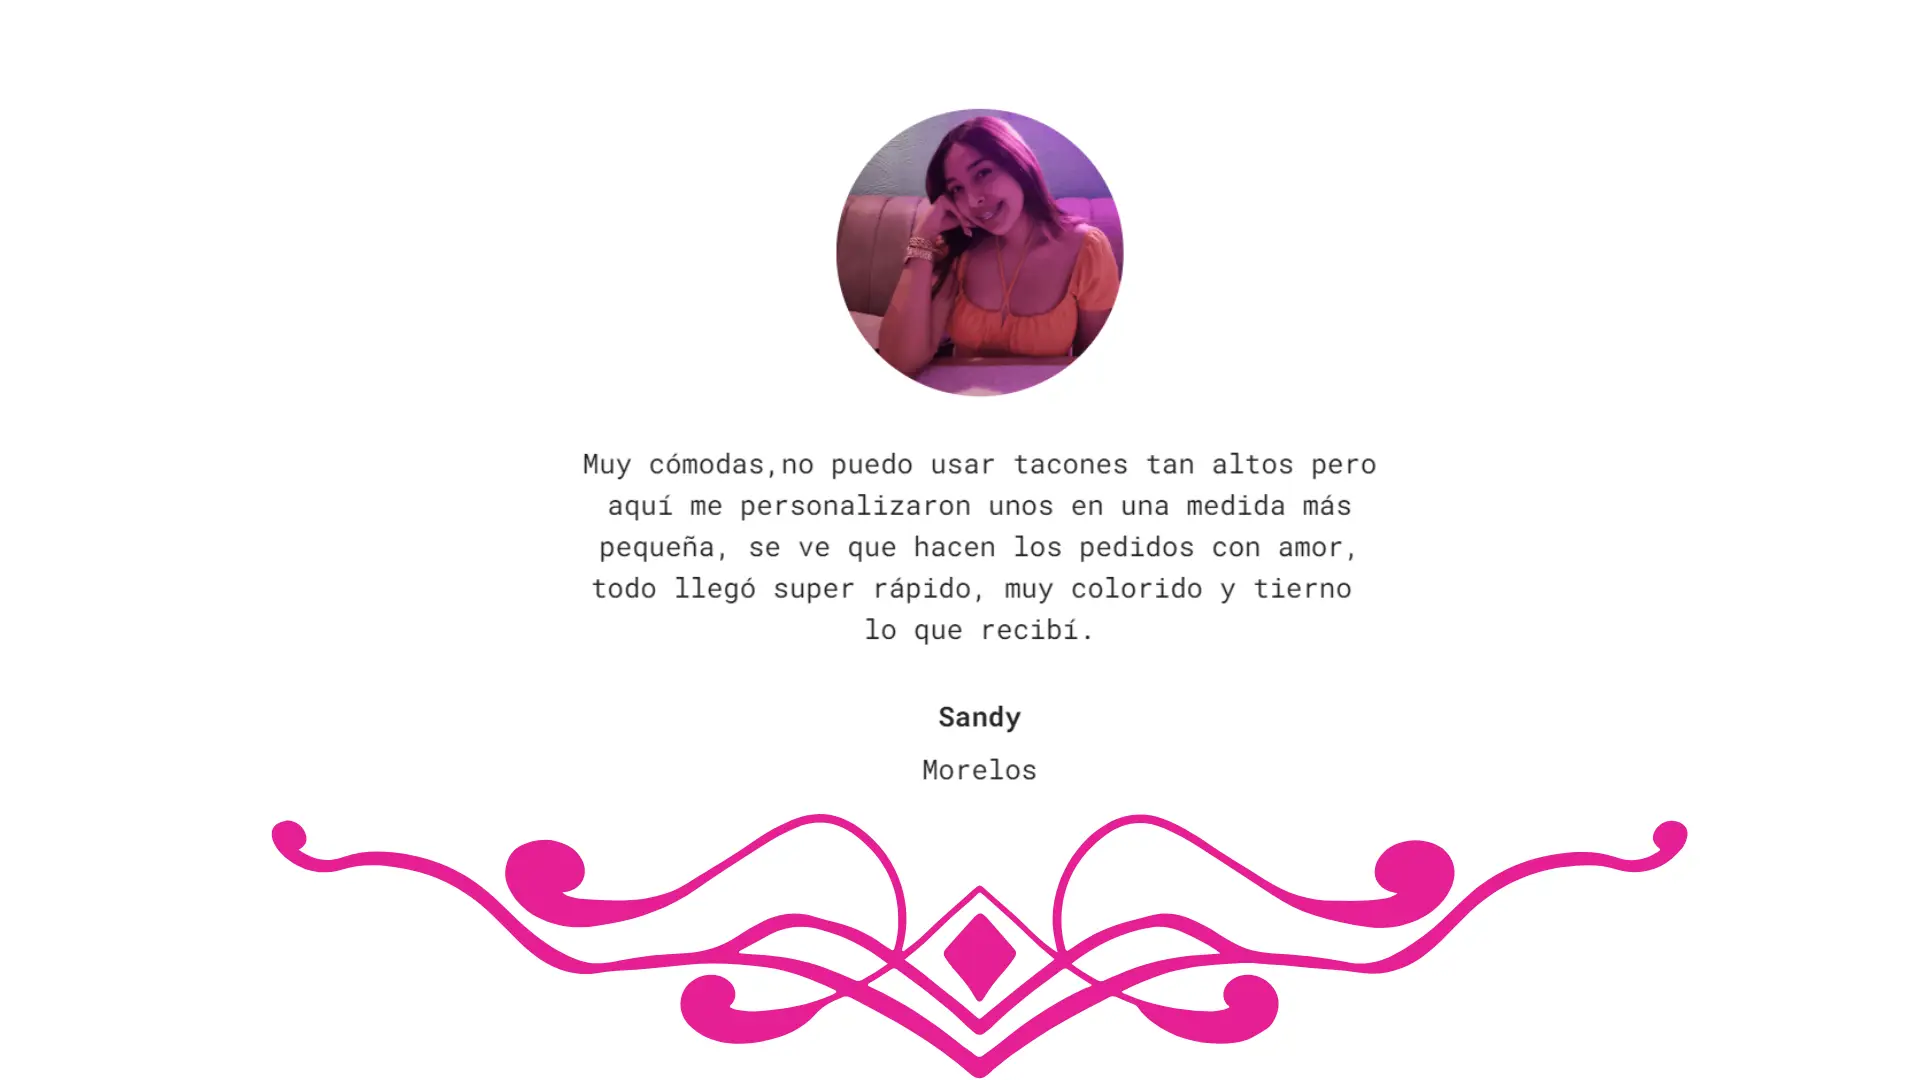 Muy cómodas,no puedo usar tacones tan altos pero
aquí me personalizaron unos en una medida más
pequeña, se ve que hacen los pedidos con amor,
todo llegó super rápido, muy colorido y tierno
lo que recibí.
Sandy
Morelos